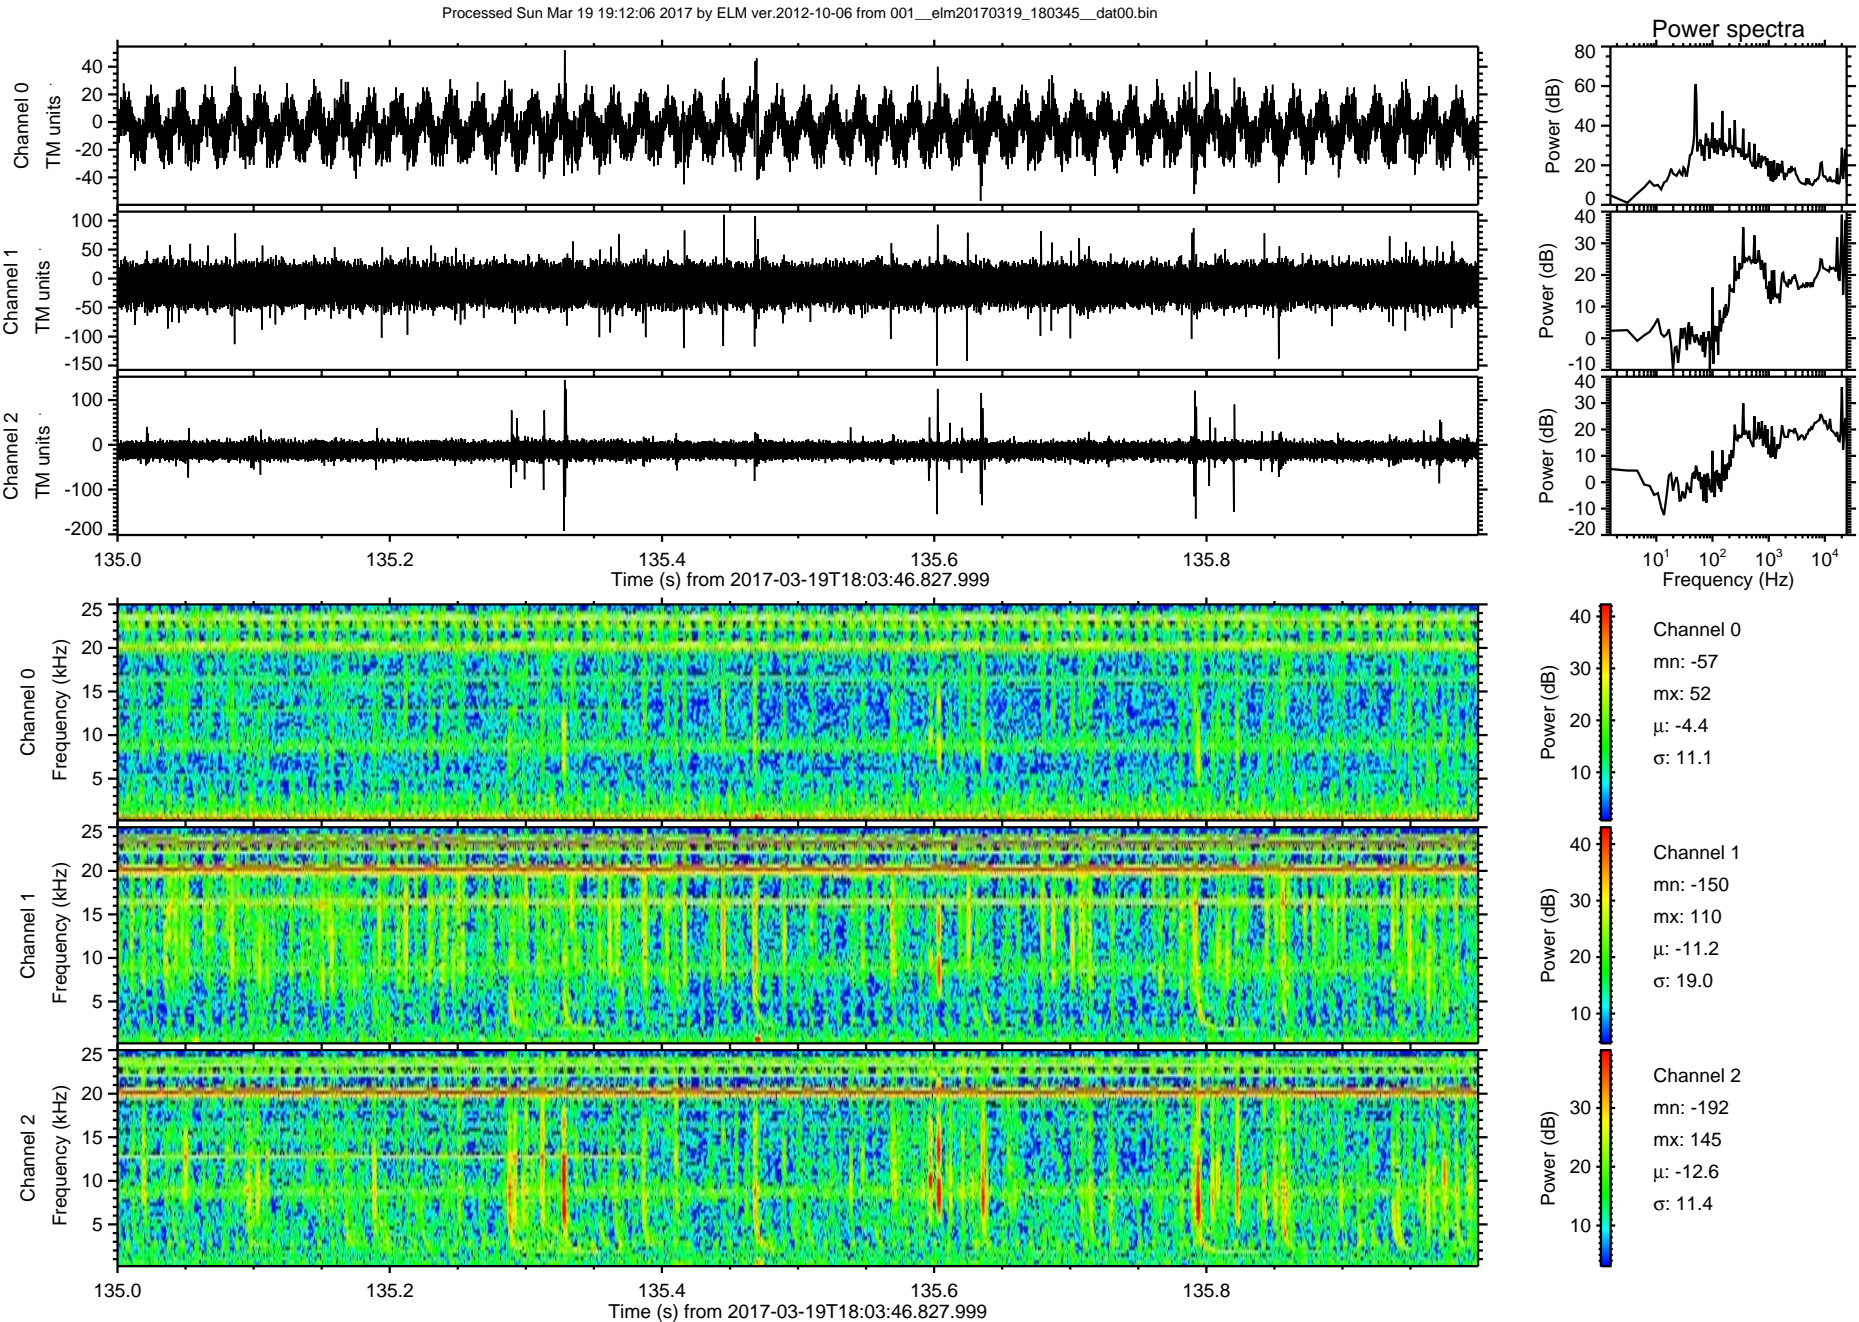 Processed Sun Mar 19 19:12:06 2017 by ELM ver.2012-10-06 from 001__elm20170319_180345__dat00.bin
Power spectra
Channel 0
TM units
40
20
0
-20
-40
Power (dB)
80
60
40
20
0
Channel 1
TM units
100
50
0
-50
-100
-150
Power (dB)
40
30
20
10
0
-10
Channel 2
TM units
100
0
-100
-200
Power (dB)
40
30
20
10
0
-10
-20
135.0 135.2 135.4 135.6 135.8
Time (s) from 2017-03-19T18:03:46.827.999
10¹ 10² 10³ 10⁴
Frequency (Hz)
Channel 0
Frequency (kHz)
25
20
15
10
5
Power (dB)
40
30
20
10
Channel 0
mn: -57
mx: 52
μ: -4.4
σ: 11.1
Channel 1
Frequency (kHz)
25
20
15
10
5
Power (dB)
40
30
20
10
Channel 1
mn: -150
mx: 110
μ: -11.2
σ: 19.0
Channel 2
Frequency (kHz)
25
20
15
10
5
Power (dB)
30
20
10
Channel 2
mn: -192
mx: 145
μ: -12.6
σ: 11.4
135.0 135.2 135.4 135.6 135.8
Time (s) from 2017-03-19T18:03:46.827.999